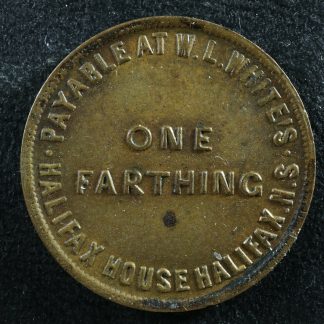 PAYABLE AT W.L.WHITE'S
HALIFAX HOUSE HALIFAX.N.S.
ONE
FARTHING